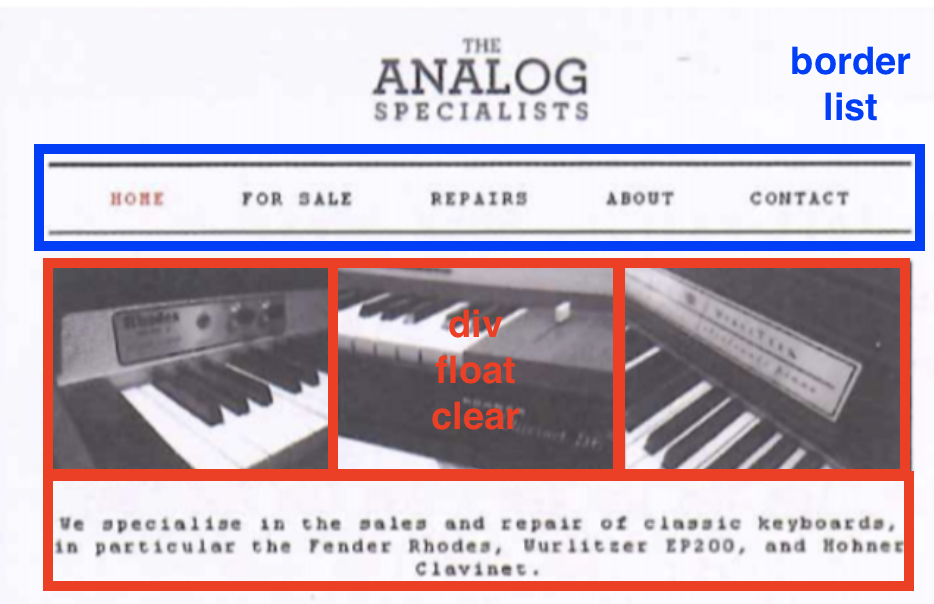 THE
ANALOG
SPECIALISTS
border
list
HOME FOR SALE REPAIRS ABOUT CONTACT
Rhodes
div
float
clear
We specialise in the sales and repair of classic keyboards,
in particular the Fender Rhodes, Wurlitzer EP200, and Hohner
Clavinet.